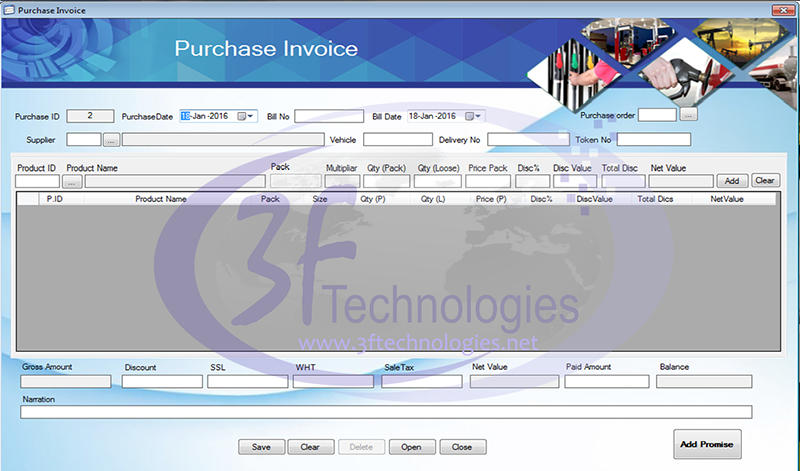 Purchase Invoice
Purchase Invoice
Purchase ID 2 PurchaseDate 18-Jan -2016 Bill No Bill Date 18-Jan -2016 Purchase order ...
Supplier ... Vehicle Delivery No Token No
Product ID Product Name Pack Multipliar Qty (Pack) Qty (Loose) Price Pack Disc% Disc Value Total Disc Net Value
... Add Clear
P.ID Product Name Pack Size Qty (P) Qty (L) Price (P) Disc% DiscValue Total Dics NetValue
3F Technologies
www.3ftechnologies.net
Gross Amount Discount SSL WHT SaleTax Net Value Paid Amount Balance
Narration
Save Clear Delete Open Close Add Promise